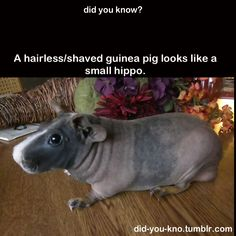 did you know?
A hairless/shaved guinea pig looks like a
small hippo.
did-you-kno.tumblr.com